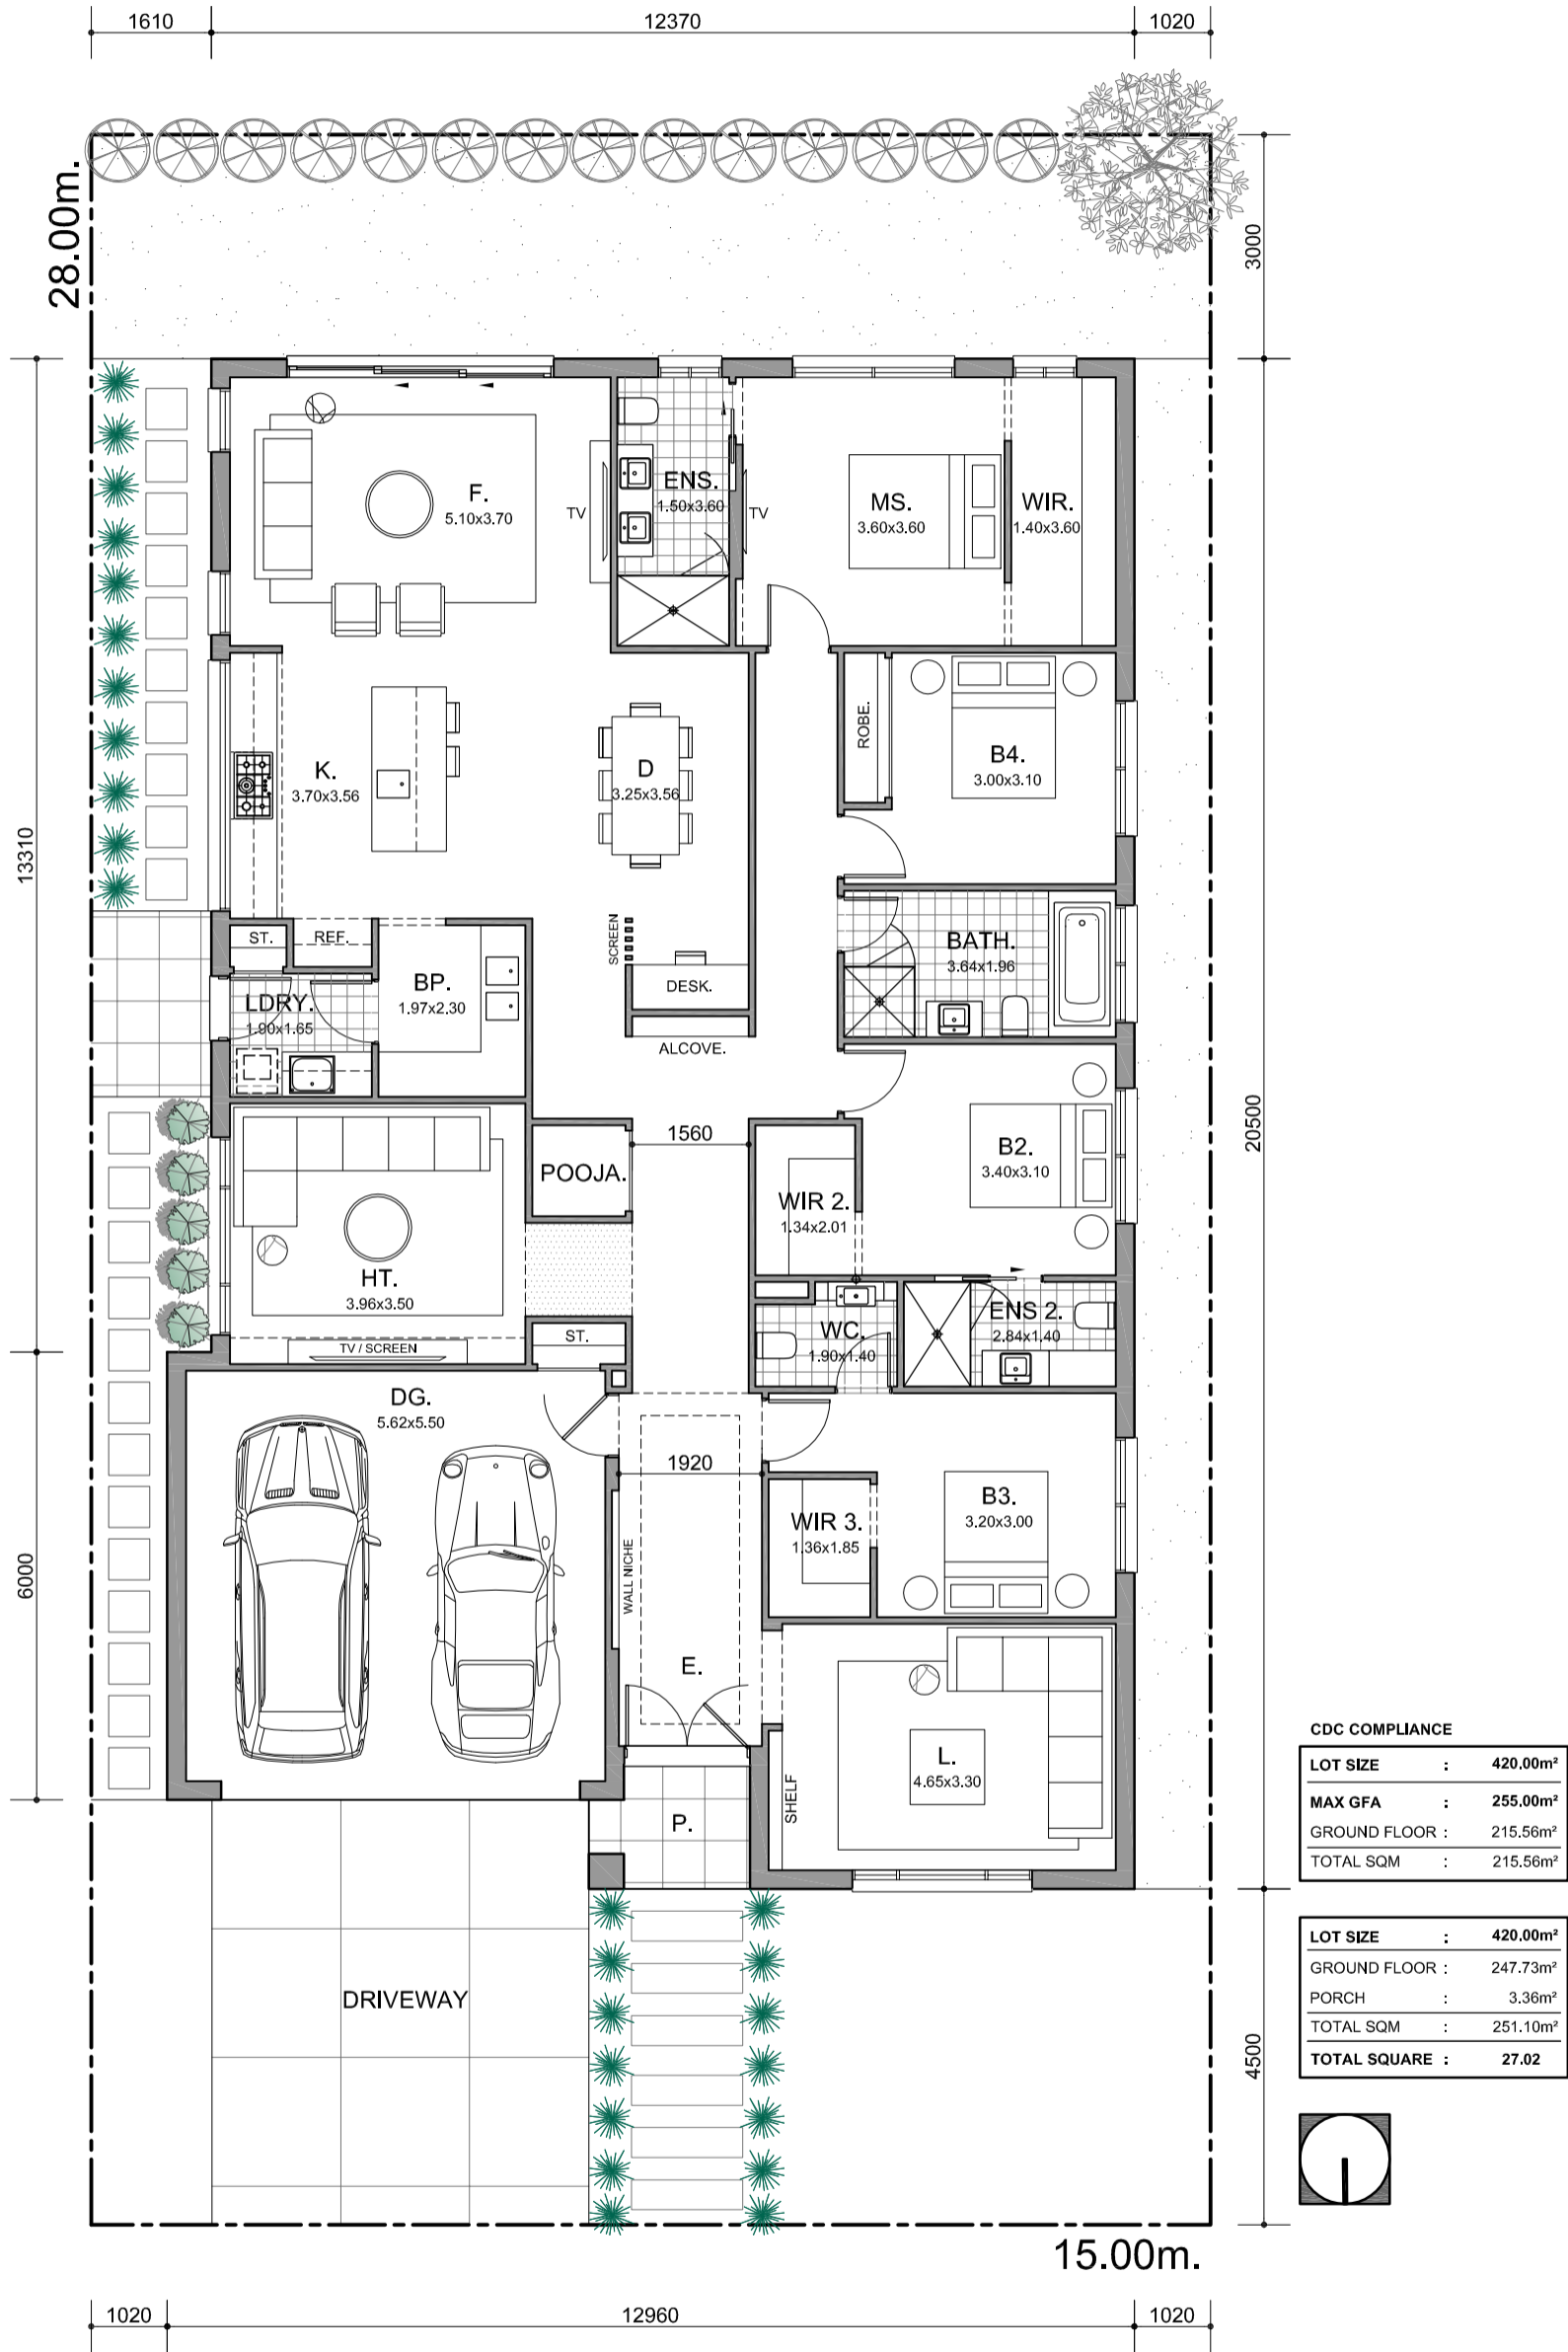 1610
12370
1020
28.00m.
3000
F.
5.10x3.70
TV
ENS.
1.50x3.60
TV
MS.
3.60x3.60
WIR.
1.40x3.60
13310
K.
3.70x3.56
D
3.25x3.56
ROBE.
B4.
3.00x3.10
ST.
REF.
SCREEN
BATH.
3.64x1.96
LDRY.
1.90x1.65
BP.
1.97x2.30
DESK.
ALCOVE.
20500
1560
POOJA.
WIR 2.
1.34x2.01
B2.
3.40x3.10
HT.
3.96x3.50
TV / SCREEN
ST.
WC.
1.90x1.40
ENS 2.
2.84x1.40
DG.
5.62x5.50
1920
6000
WALL NICHE
WIR 3.
1.36x1.85
B3.
3.20x3.00
E.
SHELF
L.
4.65x3.30
P.
DRIVEWAY
4500
CDC COMPLIANCE
LOT SIZE : 420.00m²
MAX GFA : 255.00m²
GROUND FLOOR : 215.56m²
TOTAL SQM : 215.56m²
LOT SIZE : 420.00m²
GROUND FLOOR : 247.73m²
PORCH : 3.36m²
TOTAL SQM : 251.10m²
TOTAL SQUARE : 27.02
15.00m.
1020
12960
1020